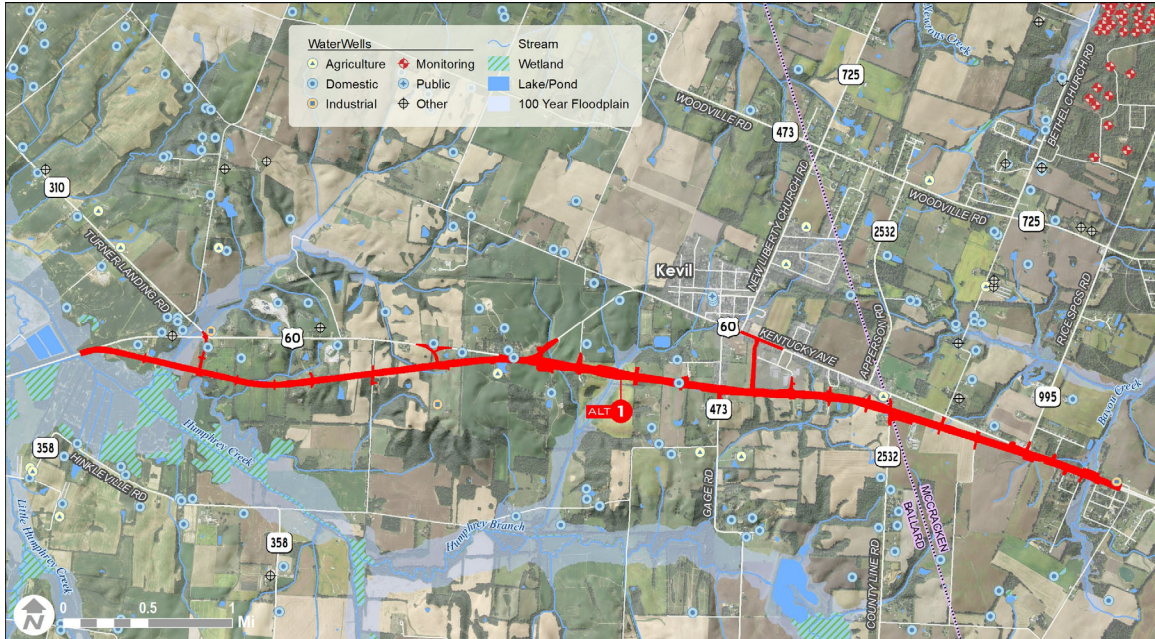 WaterWells
Agriculture
Domestic
Industrial
Monitoring
Public
Other
Stream
Wetland
Lake/Pond
100 Year Floodplain
Newtons Creek
725
BETHEL CHURCH RD
WOODVILLE RD
473
310
NEW LIBERTY CHURCH RD
WOODVILLE RD
725
2532
TURNER LANDING RD
Kevil
RICE SPGS RD
60
60
KENTUCKY AVE
APPERSON RD
ALT 1
473
995
Bayou Creek
358
HINKLEVILLE RD
Humphrey Creek
2532
GAGE RD
MCCRACKEN
BALLARD
Little Humphrey Creek
358
Humphrey Branch
COUNTY LINE RD
N
0 0.5 1
Mi